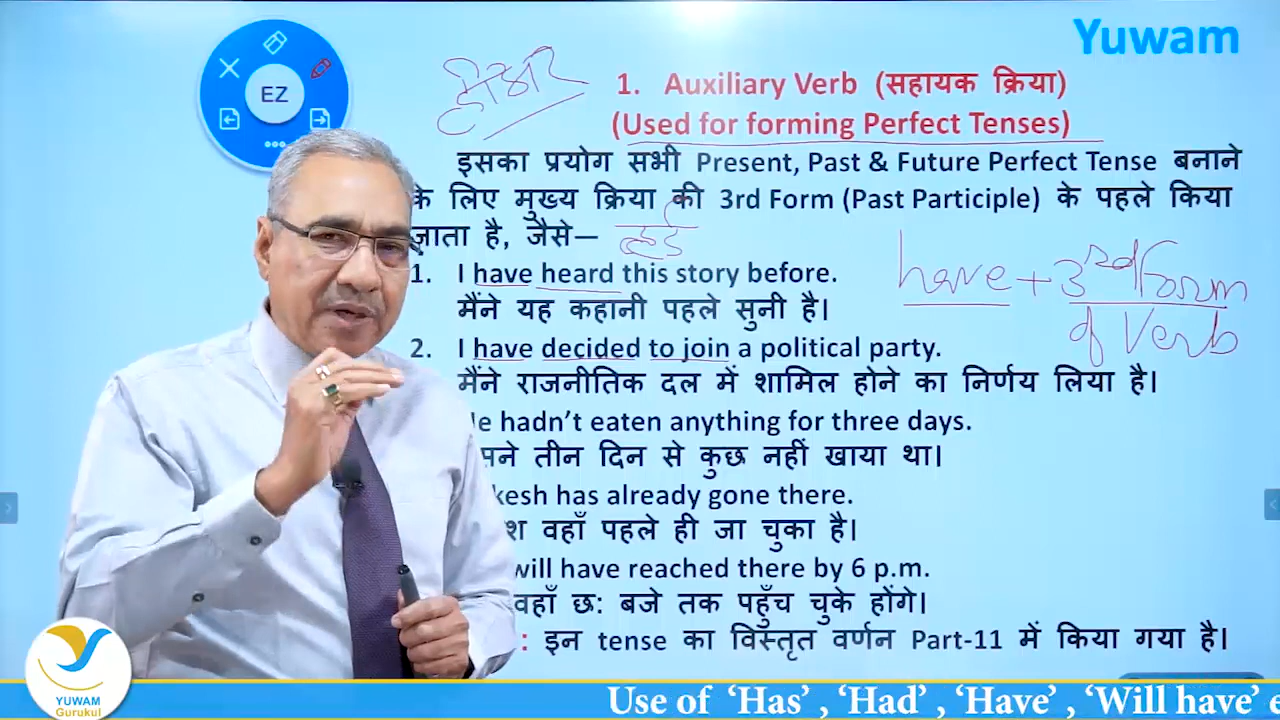 Yuwam
EZ
हीअर
1. Auxiliary Verb (सहायक क्रिया)
(Used for forming Perfect Tenses)
इसका प्रयोग सभी Present, Past & Future Perfect Tense बनाने
के लिए मुख्य क्रिया की 3rd Form (Past Participle) के पहले किया
जाता है, जैसे—
हर्ड
1. I have heard this story before.
have + 3rd form
मैंने यह कहानी पहले सुनी है।
of Verb
2. I have decided to join a political party.
मैंने राजनीतिक दल में शामिल होने का निर्णय लिया है।
hadn't eaten anything for three days.
तीन दिन से कुछ नहीं खाया था।
kesh has already gone there.
श वहाँ पहले ही जा चुका है।
will have reached there by 6 p.m.
वहाँ छ: बजे तक पहुँच चुके होंगे।
: इन tense का विस्तृत वर्णन Part-11 में किया गया है।
YUWAM
Gurukul
Use of ‘Has’ , ‘Had’ , ‘Have’ , ‘Will have’ e